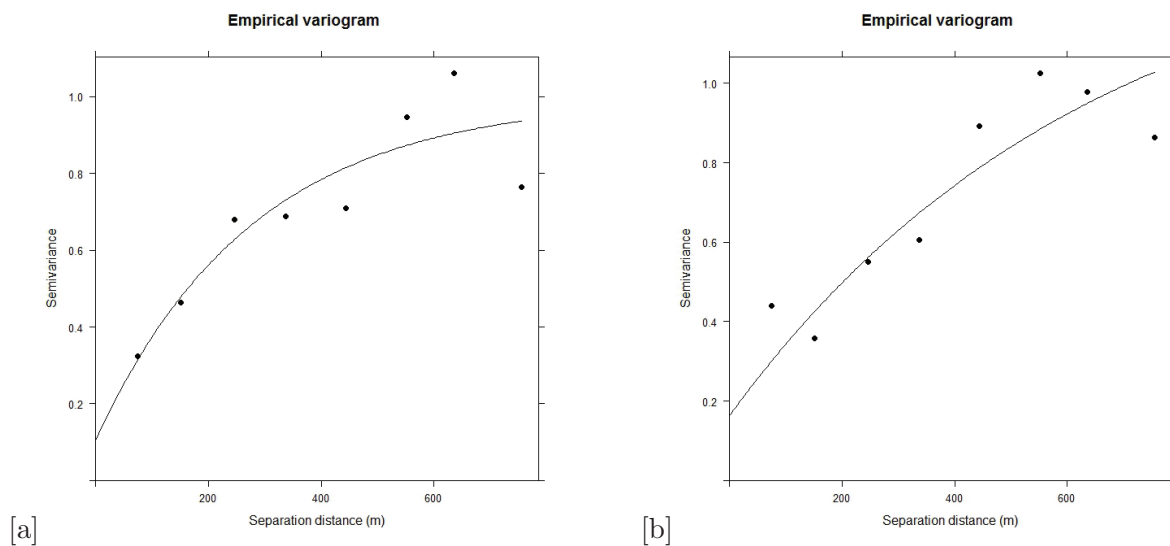 Empirical variogram
1.0
0.8
0.6
0.4
0.2
Semivariance
200 400 600
Separation distance (m)
[a]
Empirical variogram
1.0
0.8
0.6
0.4
0.2
Semivariance
200 400 600
Separation distance (m)
[b]